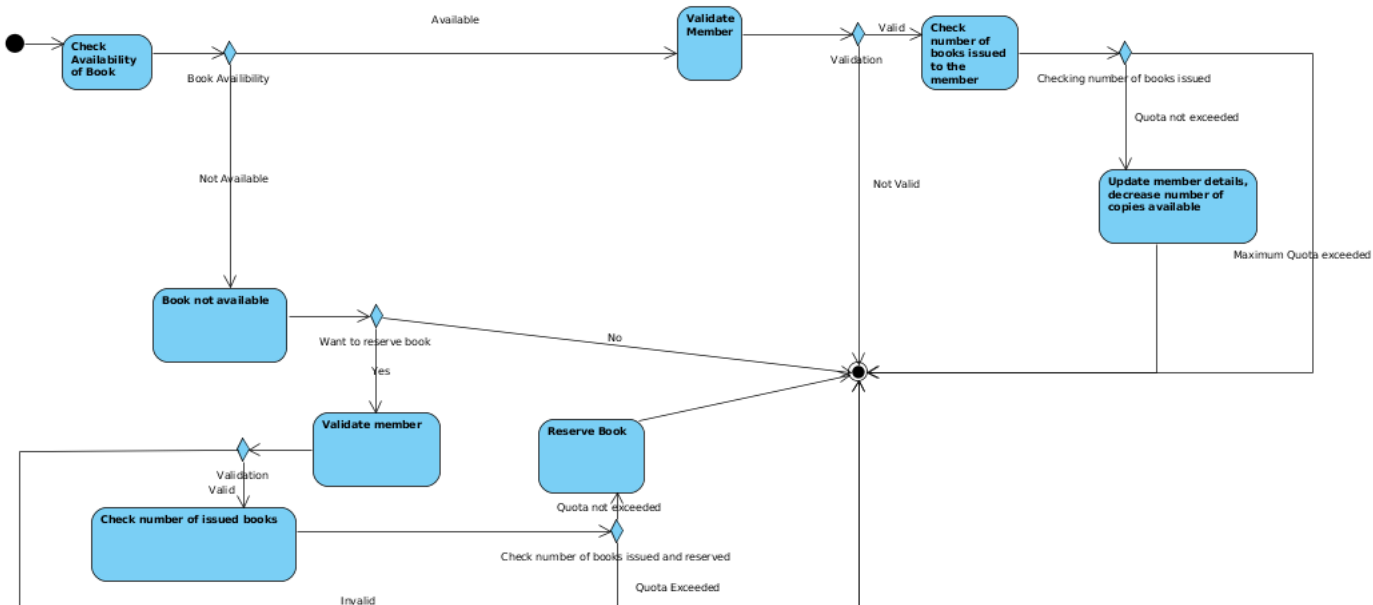 Available
Validate
Member
Valid
Check
number of
books issued
to the
member
Check
Availability
of Book
Book Availibility
Validation
Checking number of books issued
Quota not exceeded
Not Available
Not Valid
Update member details,
decrease number of
copies available
Maximum Quota exceeded
Book not available
Want to reserve book
No
Yes
Validate member
Reserve Book
Validation
Valid
Quota not exceeded
Check number of issued books
Check number of books issued and reserved
Quota Exceeded
Invalid